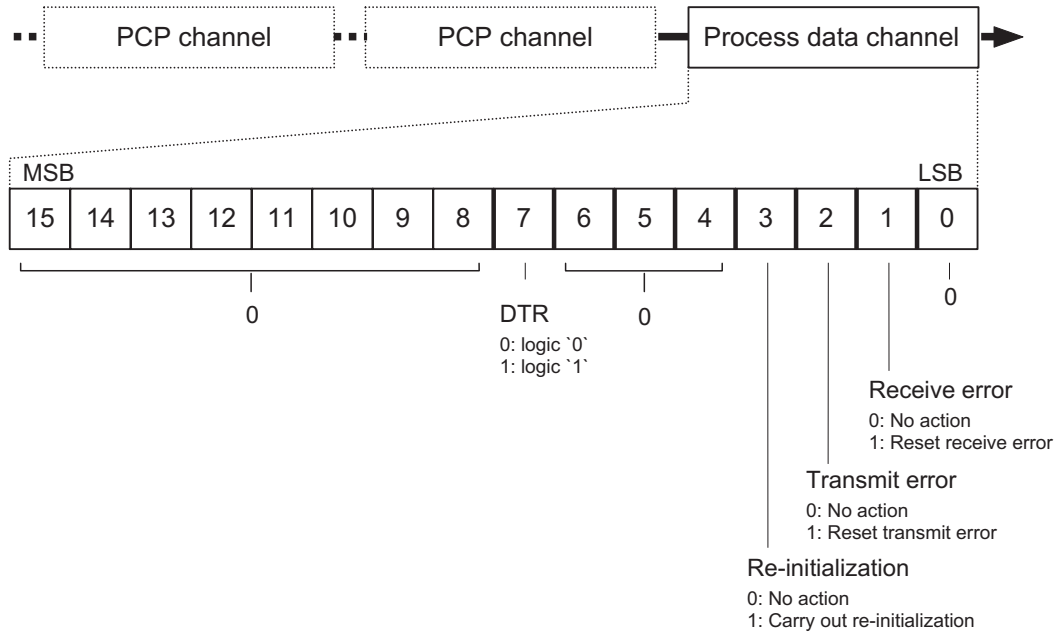 PCP channel PCP channel Process data channel
MSB LSB
15 14 13 12 11 10 9 8 7 6 5 4 3 2 1 0
0 DTR 0 0
0: logic `0`
1: logic `1`
Receive error
0: No action
1: Reset receive error
Transmit error
0: No action
1: Reset transmit error
Re-initialization
0: No action
1: Carry out re-initialization